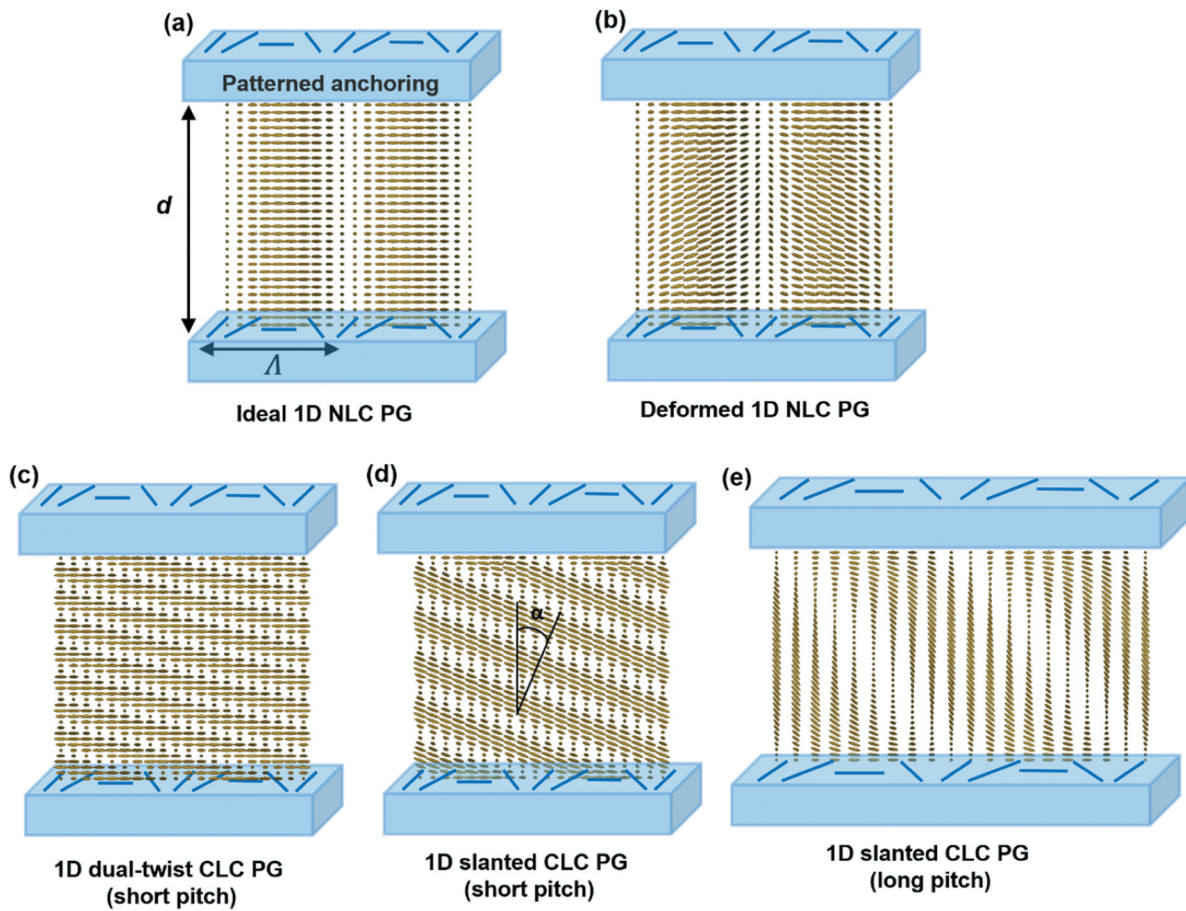 (a)
(b)
Patterned anchoring
d
Λ
Ideal 1D NLC PG
Deformed 1D NLC PG
(c)
(d)
(e)
α
1D dual-twist CLC PG
(short pitch)
1D slanted CLC PG
(short pitch)
1D slanted CLC PG
(long pitch)